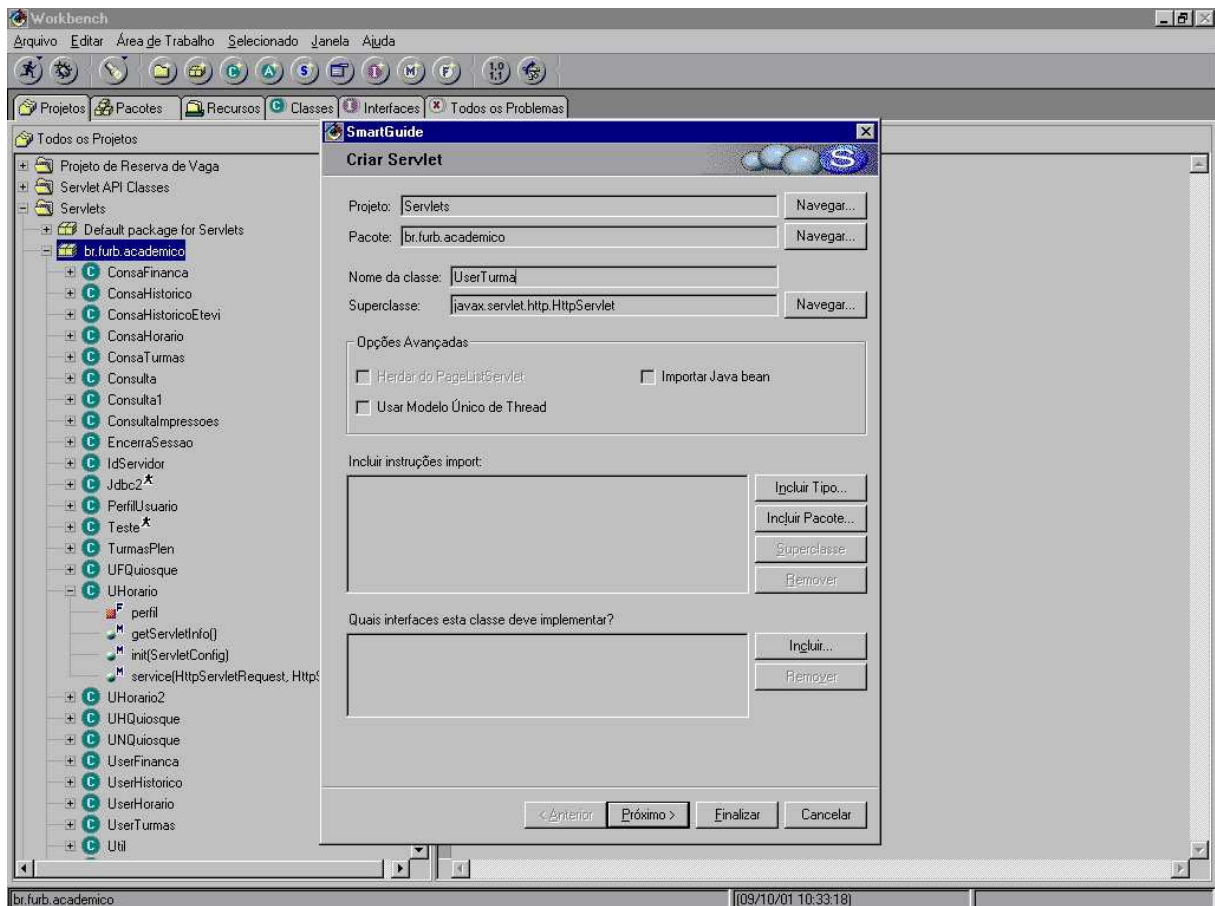 Workbench
Arquivo Editar Área de Trabalho Selecionado Janela Ajuda
Projetos Pacotes Recursos Classes Interfaces Todos os Problemas
Todos os Projetos
Projeto de Reserva de Vaga
Servlet API Classes
Servlets
Default package for Servlets
br.furb.academico
ConsaFinanca
ConsaHistorico
ConsaHistoricoEtevi
ConsaHorario
ConsaTurmas
Consulta
Consulta1
ConsultaImpressoes
EncerraSessao
IdServidor
Jdbc2
PerfilUsuario
Teste
TurmasPlen
UFQuiosque
UHorario
perfil
getServletInfo()
init(ServletConfig)
service(HttpServletRequest, HttpS
UHorario2
UHQuiosque
UNQuiosque
UserFinanca
UserHistorico
UserHorario
UserTurmas
Util
SmartGuide
Criar Servlet
Projeto: Servlets Navegar...
Pacote: br.furb.academico Navegar...
Nome da classe: UserTurma
Superclasse: javax.servlet.http.HttpServlet Navegar...
Opções Avançadas
Herdar do PageListServlet Importar Java bean
Usar Modelo Único de Thread
Incluir instruções import:
Incluir Tipo...
Incluir Pacote...
Superclasse
Remover
Quais interfaces esta classe deve implementar?
Incluir...
Remover
< Anterior Próximo > Finalizar Cancelar
br.furb.academico (09/10/01 10:33:18)